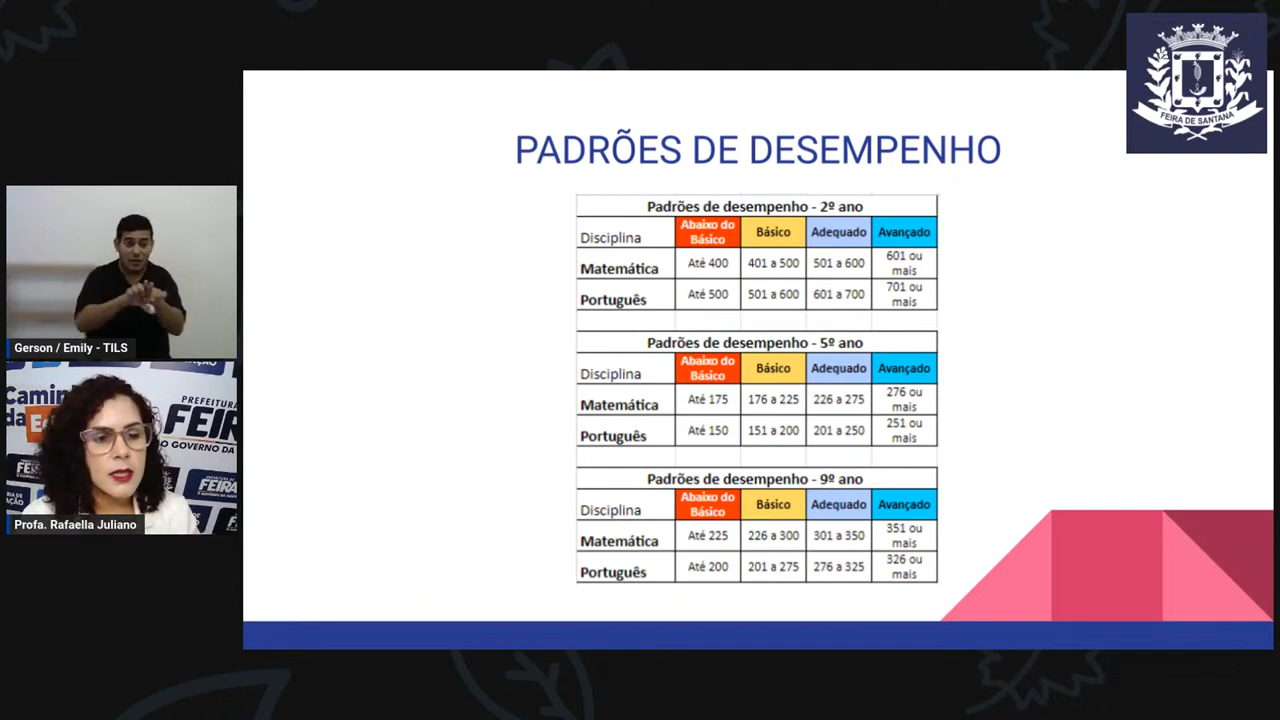 FEIRA DE SANTANA
PADRÕES DE DESEMPENHO
Padrões de desempenho - 2º ano
Disciplina Abaixo do Básico Básico Adequado Avançado
Matemática Até 400 401 a 500 501 a 600 601 ou mais
Português Até 500 501 a 600 601 a 700 701 ou mais
Padrões de desempenho - 5º ano
Disciplina Abaixo do Básico Básico Adequado Avançado
Matemática Até 175 176 a 225 226 a 275 276 ou mais
Português Até 150 151 a 200 201 a 250 251 ou mais
Padrões de desempenho - 9º ano
Disciplina Abaixo do Básico Básico Adequado Avançado
Matemática Até 225 226 a 300 301 a 350 351 ou mais
Português Até 200 201 a 275 276 a 325 326 ou mais
Gerson / Emily - TILS
PREFEITURA
FEIR
O GOVERNO DA
FEIRA
Profa. Rafaella Juliano